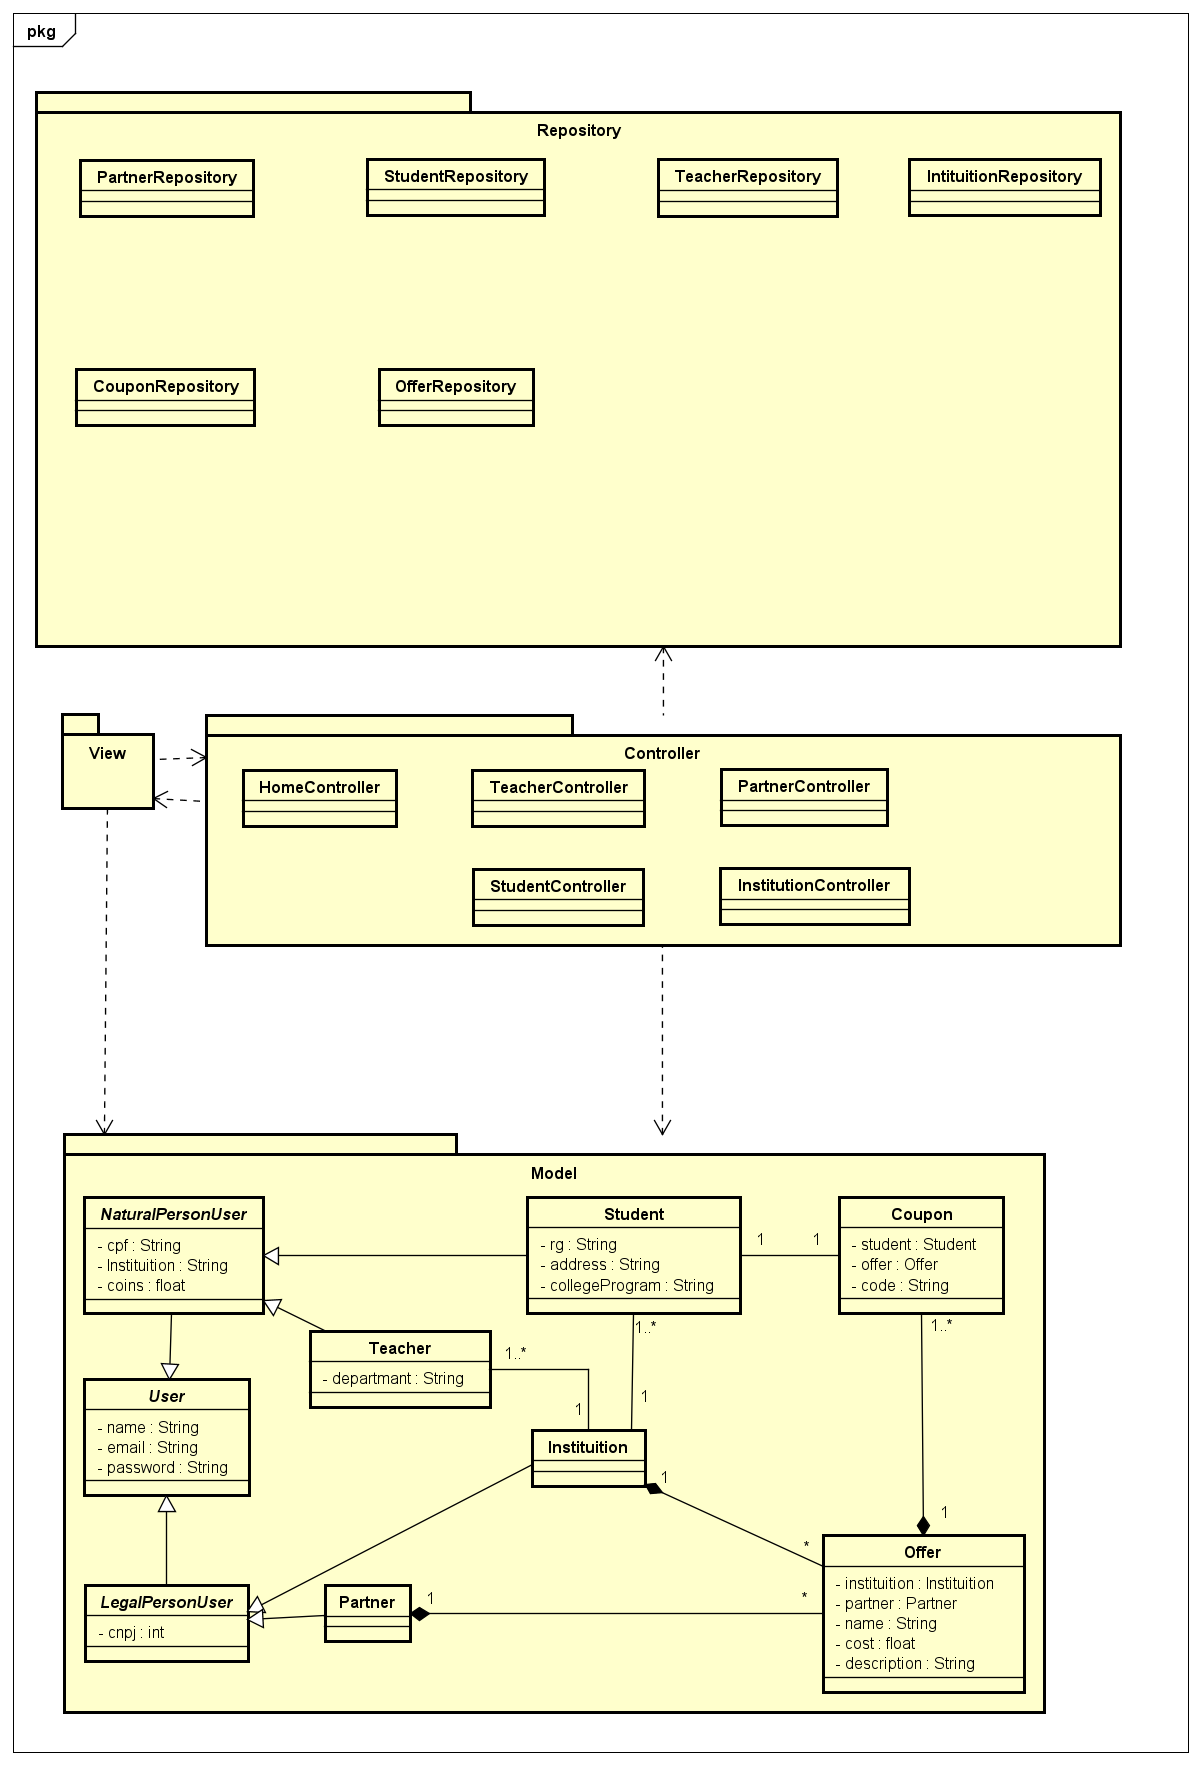 pkg
Repository
PartnerRepository
StudentRepository
TeacherRepository
IntituitionRepository
CouponRepository
OfferRepository
View
Controller
HomeController
TeacherController
PartnerController
StudentController
InstitutionController
Model
NaturalPersonUser
- cpf : String
- Instituition : String
- coins : float
Student
- rg : String
- address : String
- collegeProgram : String
1
1
Coupon
- student : Student
- offer : Offer
- code : String
1..*
1..*
Teacher
- departmant : String
1..*
1
1
User
- name : String
- email : String
- password : String
Instituition
1
1
*
Offer
- instituition : Instituition
- partner : Partner
- name : String
- cost : float
- description : String
LegalPersonUser
- cnpj : int
Partner
1
*